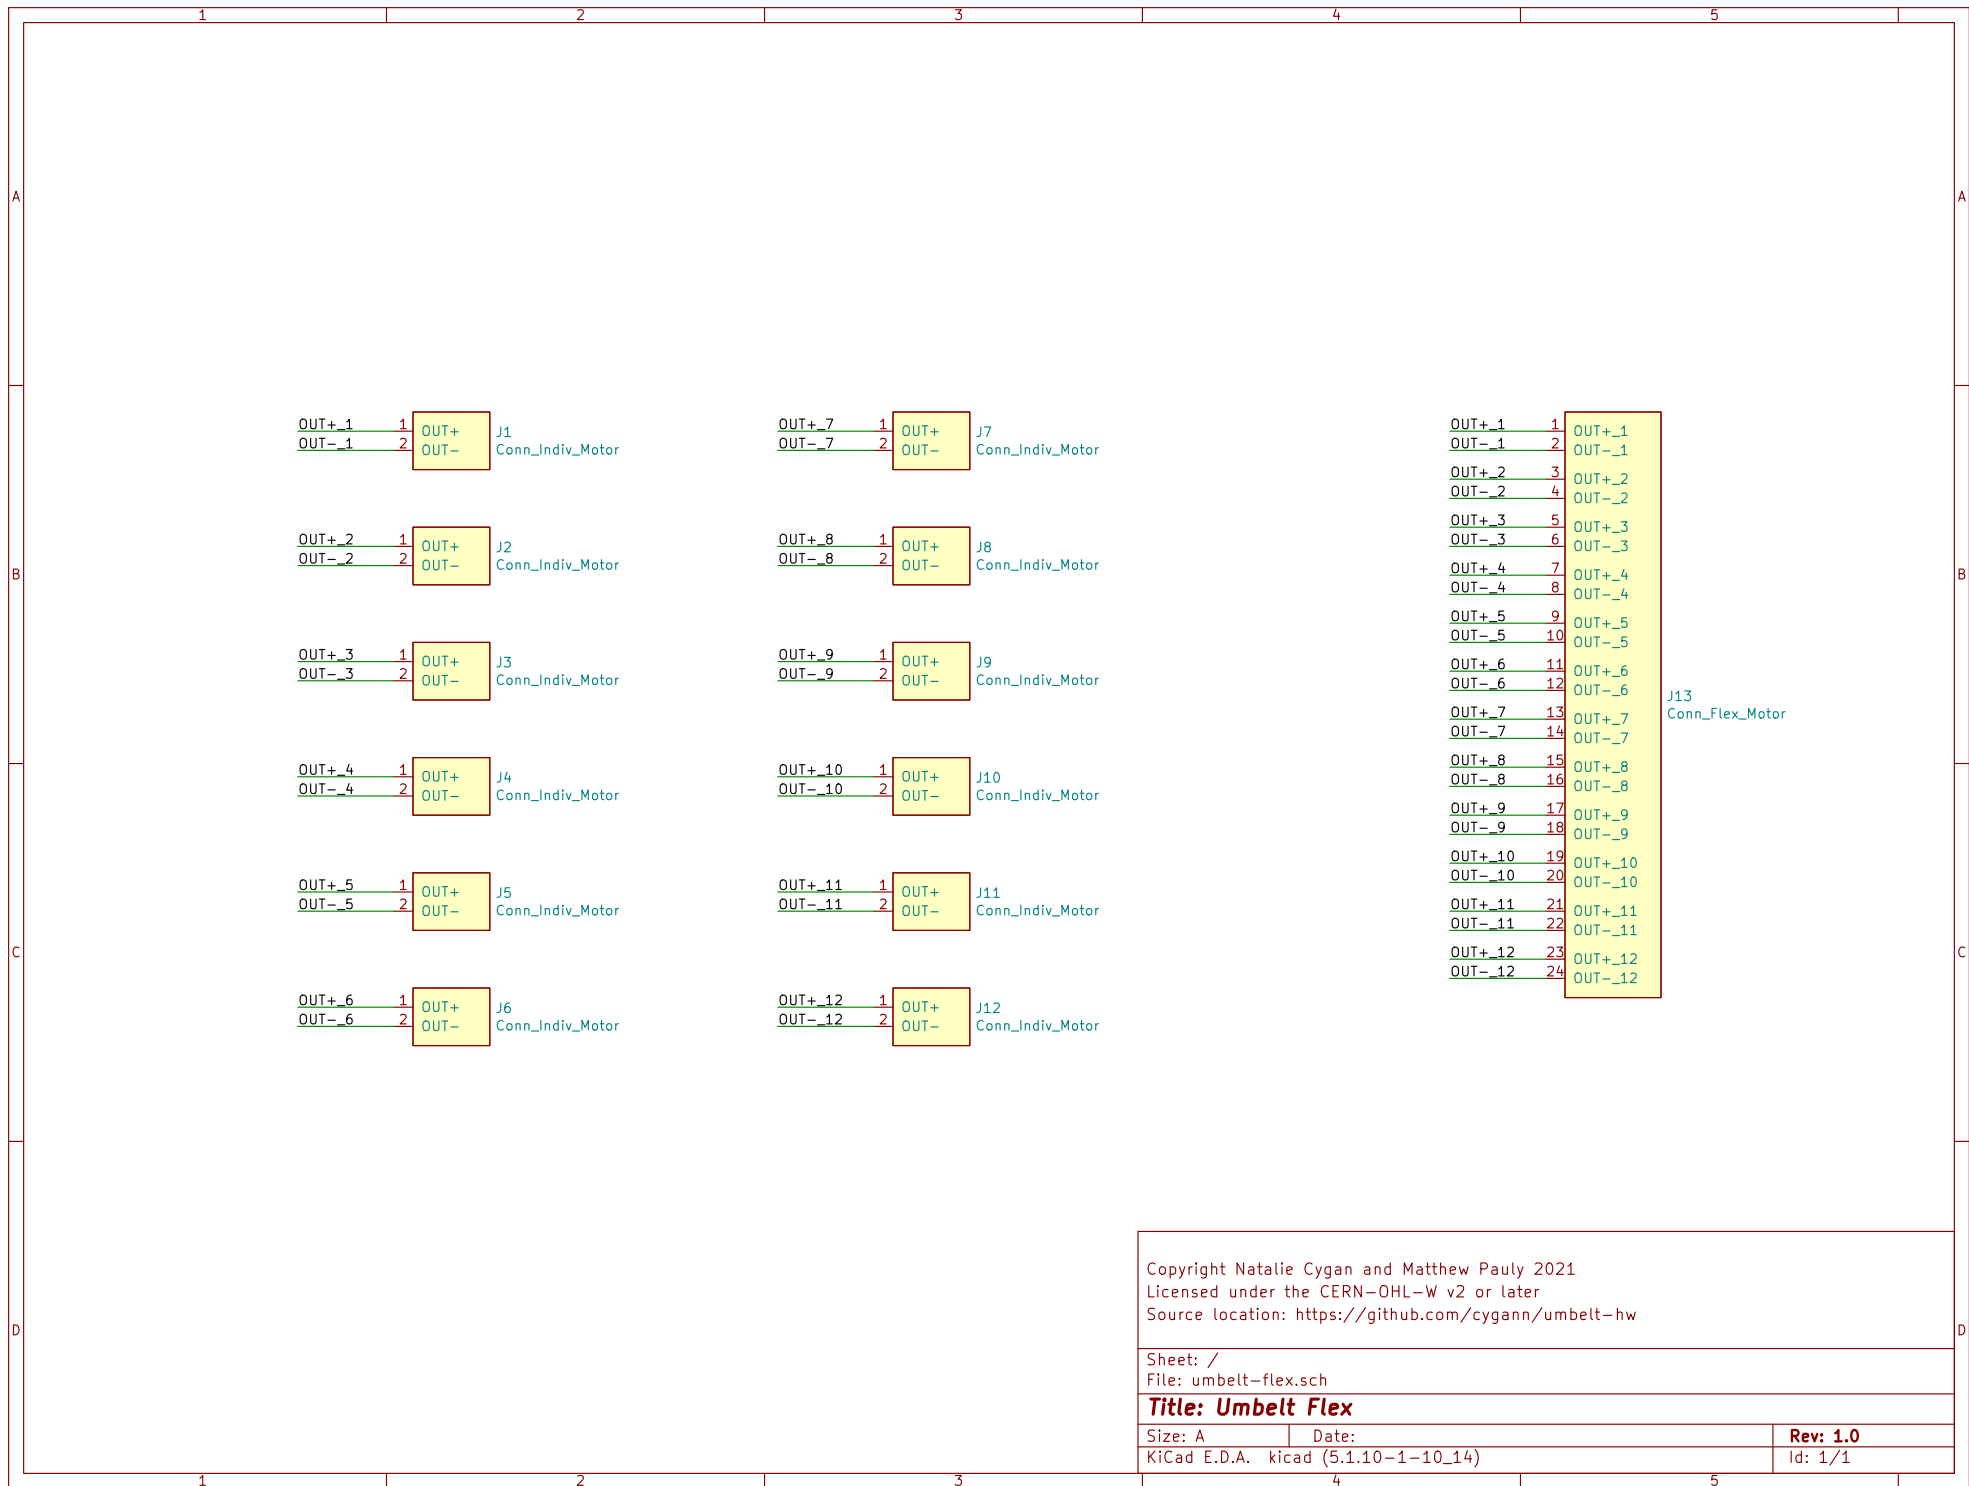 1 2 3 4 5
A A
B B
C C
D D
OUT+_1 1 OUT+ J1
OUT-_1 2 OUT- Conn_Indiv_Motor
OUT+_2 1 OUT+ J2
OUT-_2 2 OUT- Conn_Indiv_Motor
OUT+_3 1 OUT+ J3
OUT-_3 2 OUT- Conn_Indiv_Motor
OUT+_4 1 OUT+ J4
OUT-_4 2 OUT- Conn_Indiv_Motor
OUT+_5 1 OUT+ J5
OUT-_5 2 OUT- Conn_Indiv_Motor
OUT+_6 1 OUT+ J6
OUT-_6 2 OUT- Conn_Indiv_Motor
OUT+_7 1 OUT+ J7
OUT-_7 2 OUT- Conn_Indiv_Motor
OUT+_8 1 OUT+ J8
OUT-_8 2 OUT- Conn_Indiv_Motor
OUT+_9 1 OUT+ J9
OUT-_9 2 OUT- Conn_Indiv_Motor
OUT+_10 1 OUT+ J10
OUT-_10 2 OUT- Conn_Indiv_Motor
OUT+_11 1 OUT+ J11
OUT-_11 2 OUT- Conn_Indiv_Motor
OUT+_12 1 OUT+ J12
OUT-_12 2 OUT- Conn_Indiv_Motor
OUT+_1 1 OUT+_1
OUT-_1 2 OUT-_1
OUT+_2 3 OUT+_2
OUT-_2 4 OUT-_2
OUT+_3 5 OUT+_3
OUT-_3 6 OUT-_3
OUT+_4 7 OUT+_4
OUT-_4 8 OUT-_4
OUT+_5 9 OUT+_5
OUT-_5 10 OUT-_5
OUT+_6 11 OUT+_6
OUT-_6 12 OUT-_6
J13
Conn_Flex_Motor
OUT+_7 13 OUT+_7
OUT-_7 14 OUT-_7
OUT+_8 15 OUT+_8
OUT-_8 16 OUT-_8
OUT+_9 17 OUT+_9
OUT-_9 18 OUT-_9
OUT+_10 19 OUT+_10
OUT-_10 20 OUT-_10
OUT+_11 21 OUT+_11
OUT-_11 22 OUT-_11
OUT+_12 23 OUT+_12
OUT-_12 24 OUT-_12
Copyright Natalie Cygan and Matthew Pauly 2021
Licensed under the CERN-OHL-W v2 or later
Source location: https://github.com/cygann/umbelt-hw
Sheet: /
File: umbelt-flex.sch
Title: Umbelt Flex
Size: A Date: Rev: 1.0
KiCad E.D.A. kicad (5.1.10-1-10_14) Id: 1/1
1 2 3 4 5